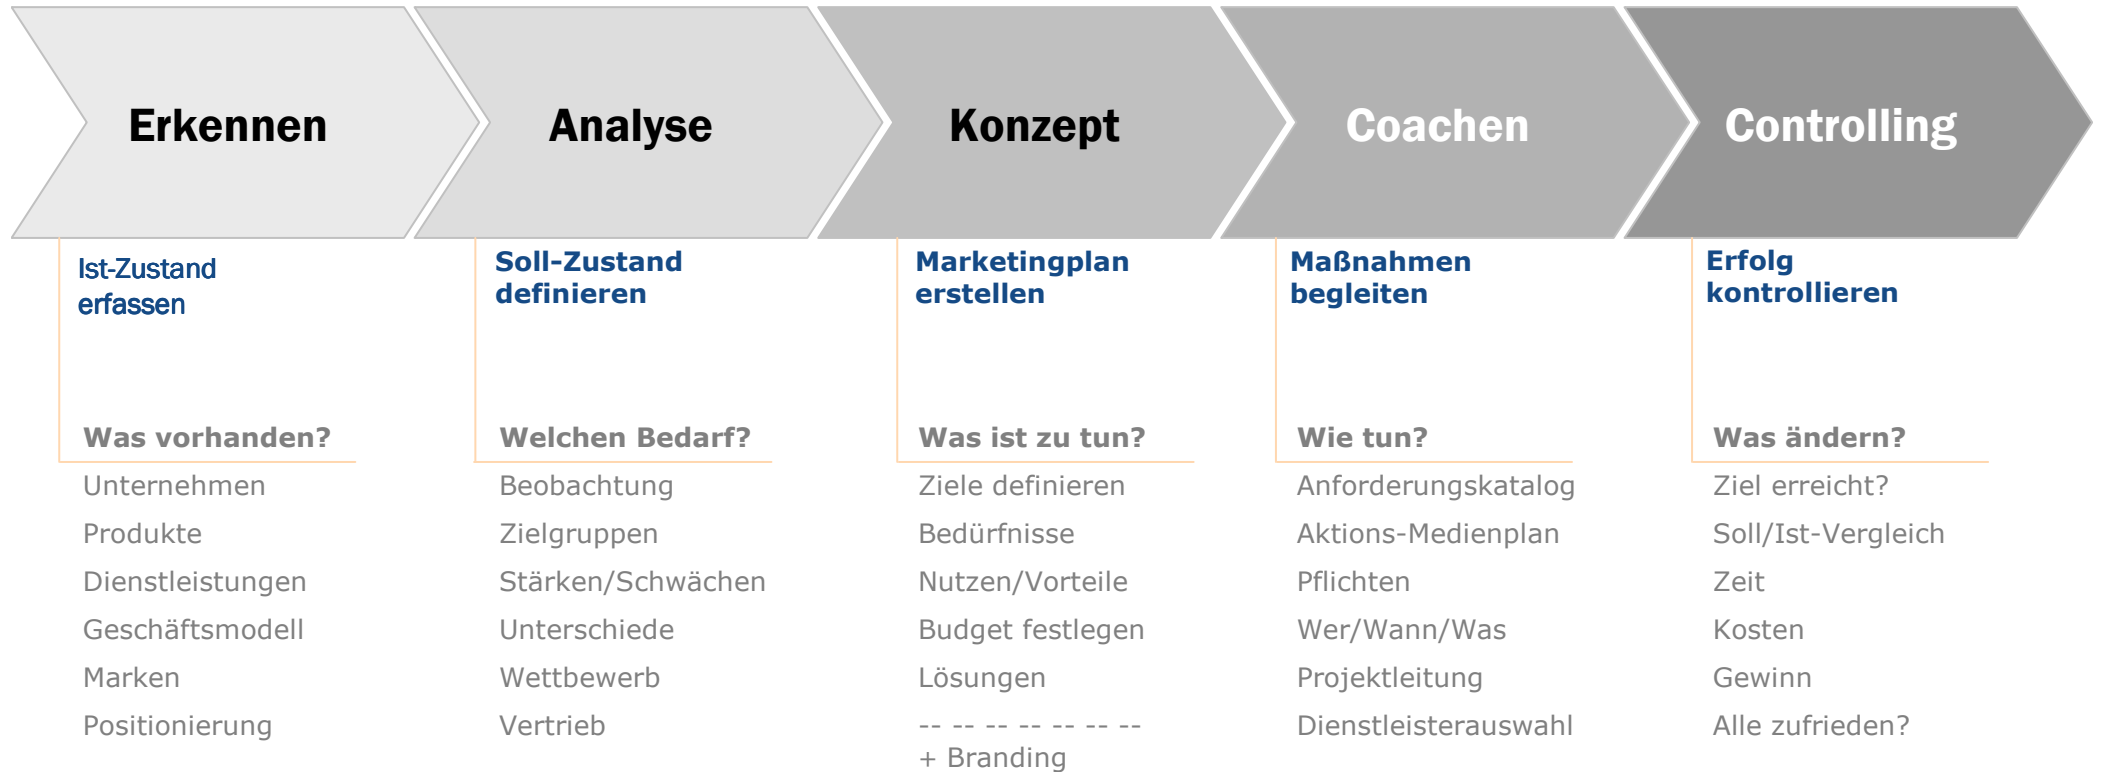 Erkennen
Analyse
Konzept
Coachen
Controlling
Ist-Zustand
erfassen
Soll-Zustand
definieren
Marketingplan
erstellen
Maßnahmen
begleiten
Erfolg
kontrollieren
Was vorhanden?
Unternehmen
Produkte
Dienstleistungen
Geschäftsmodell
Marken
Positionierung
Welchen Bedarf?
Beobachtung
Zielgruppen
Stärken/Schwächen
Unterschiede
Wettbewerb
Vertrieb
Was ist zu tun?
Ziele definieren
Bedürfnisse
Nutzen/Vorteile
Budget festlegen
Lösungen
-- -- -- -- -- -- --
+ Branding
Wie tun?
Anforderungskatalog
Aktions-Medienplan
Pflichten
Wer/Wann/Was
Projektleitung
Dienstleisterauswahl
Was ändern?
Ziel erreicht?
Soll/Ist-Vergleich
Zeit
Kosten
Gewinn
Alle zufrieden?